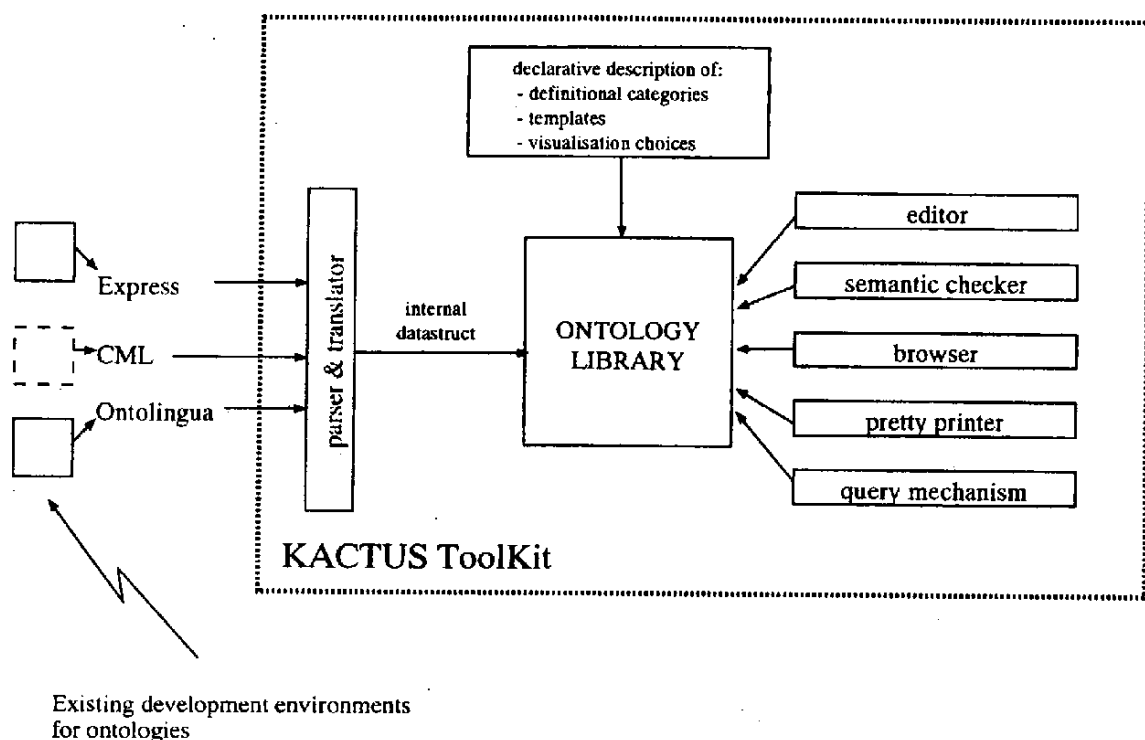 declarative description of:
- definitional categories
- templates
- visualisation choices
editor
semantic checker
browser
pretty printer
query mechanism
Express
CML
Ontolingua
parser & translator
internal
datastruct
ONTOLOGY
LIBRARY
KACTUS ToolKit
Existing development environments
for ontologies